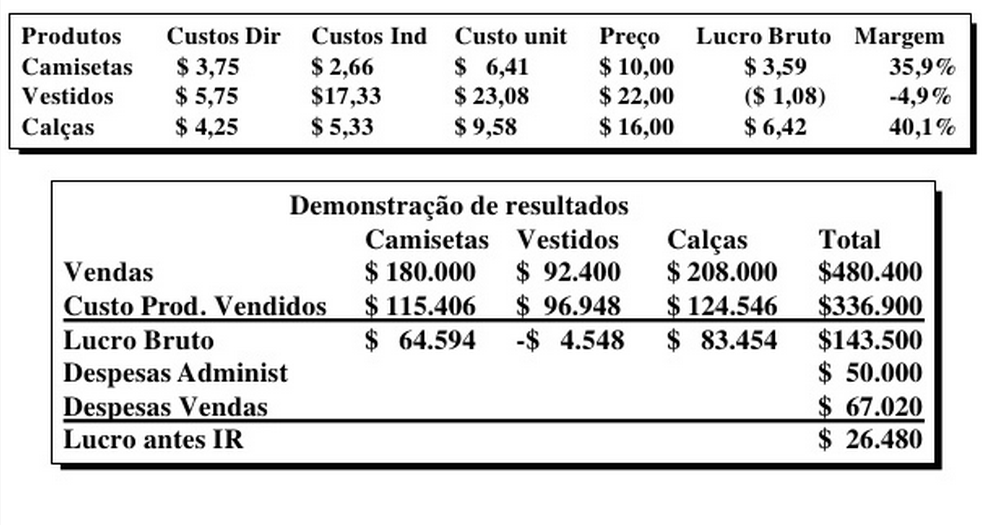 Produtos Custos Dir Custos Ind Custo unit Preço Lucro Bruto Margem
Camisetas $ 3,75 $ 2,66 $ 6,41 $ 10,00 $ 3,59 35,9%
Vestidos $ 5,75 $17,33 $ 23,08 $ 22,00 ($ 1,08) -4,9%
Calças $ 4,25 $ 5,33 $ 9,58 $ 16,00 $ 6,42 40,1%
Demonstração de resultados
Camisetas Vestidos Calças Total
Vendas $ 180.000 $ 92.400 $ 208.000 $480.400
Custo Prod. Vendidos $ 115.406 $ 96.948 $ 124.546 $336.900
Lucro Bruto $ 64.594 -$ 4.548 $ 83.454 $143.500
Despesas Administ $ 50.000
Despesas Vendas $ 67.020
Lucro antes IR $ 26.480